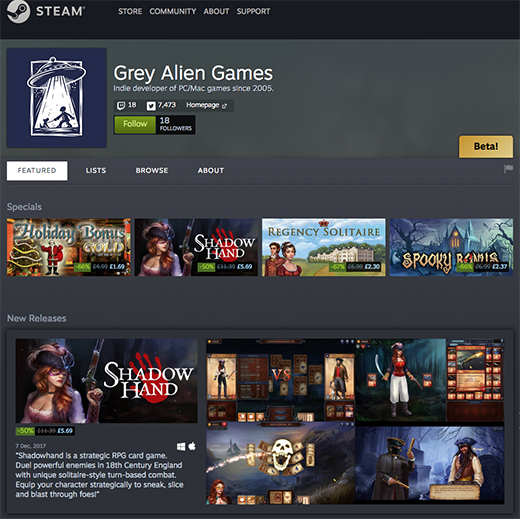 STEAM®
STORE COMMUNITY ABOUT SUPPORT
Grey Alien Games
Indie developer of PC/Mac games since 2005.
18 7,473 Homepage
Follow 18 FOLLOWERS
Beta!
FEATURED LISTS BROWSE ABOUT
Specials
Holiday Bonus GOLD
-66% £4.99 £1.69
SHADOW HAND
-50% £11.39 £5.69
REGENCY SOLITAIRE
-67% £6.99 £2.30
SPOOKY BONUS
-66% £6.99 £2.37
New Releases
SHADOW HAND
-50% £11.39 £5.69
7 Dec, 2017
"Shadowhand is a strategic RPG card game.
Duel powerful enemies in 18th Century England
with unique solitaire-style turn-based combat.
Equip your character strategically to sneak, slice
and blast through foes!"
VS